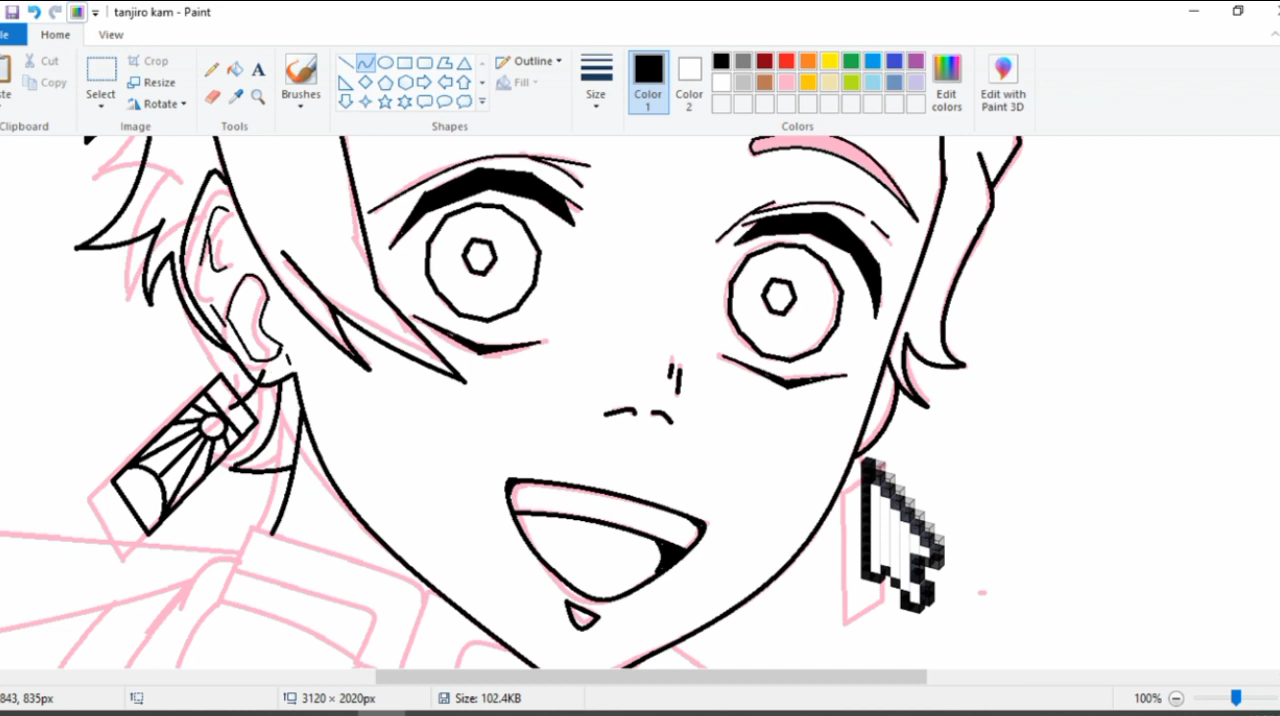 tanjiro kam - Paint
le Home View
Cut
ste Copy
Clipboard
Select
Crop
Resize
Rotate
Image
A
Tools
Brushes
Outline
Fill
Shapes
Size
Color 1
Color 2
Colors
Edit colors
Edit with Paint 3D
843, 835px
3120 × 2020px
Size: 102.4KB
100%